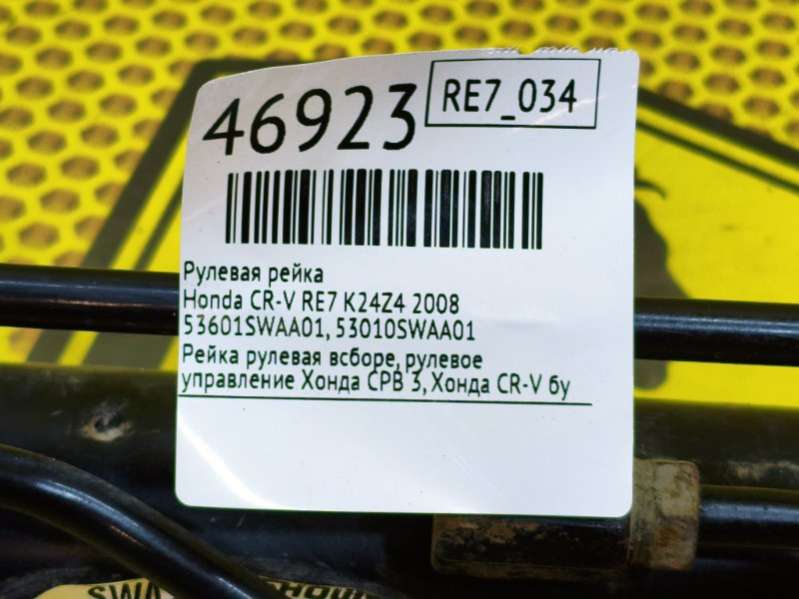 46923
RE7_034
Рулевая рейка
Honda CR-V RE7 K24Z4 2008
53601SWAA01, 53010SWAA01
Рейка рулевая всборе, рулевое
управление Хонда СРВ 3, Хонда CR-V бу
SWA